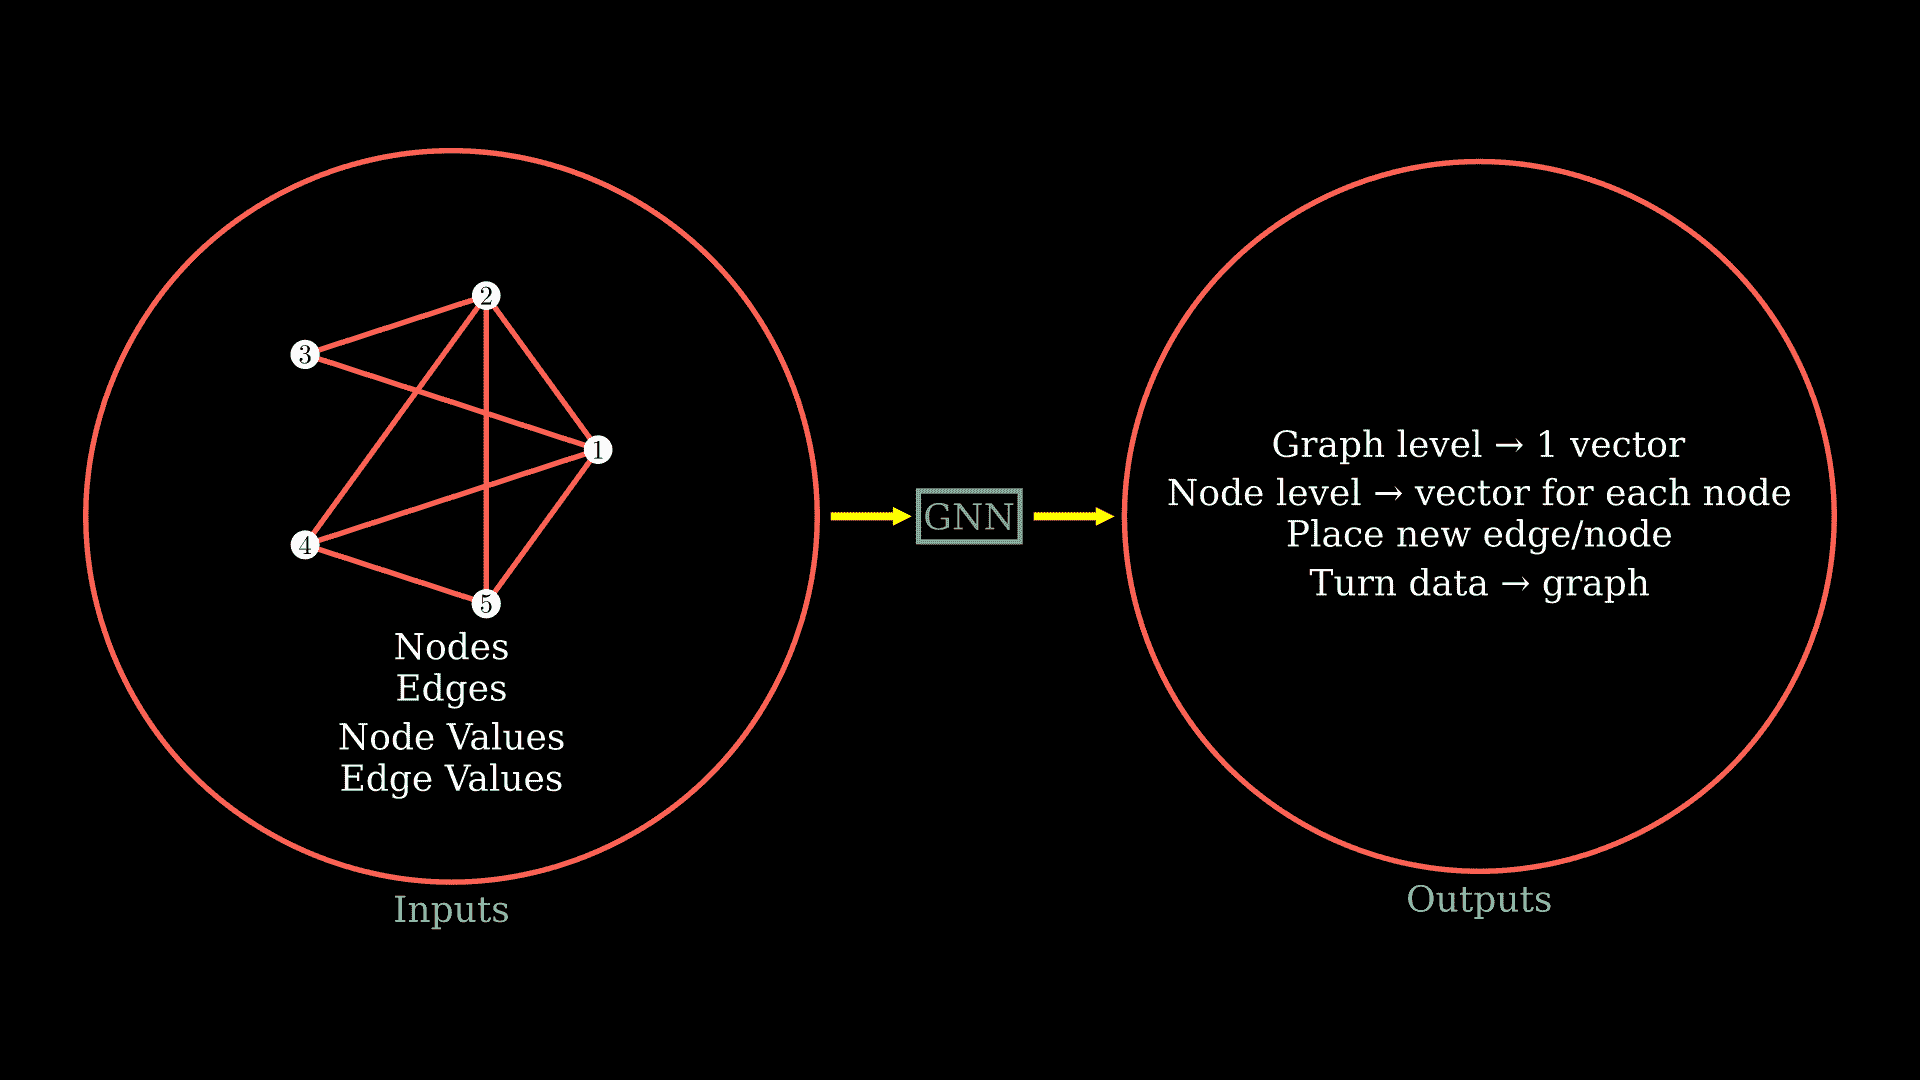 2
3
1
4
5
Nodes
Edges
Node Values
Edge Values
Inputs
GNN
Graph level → 1 vector
Node level → vector for each node
Place new edge/node
Turn data → graph
Outputs